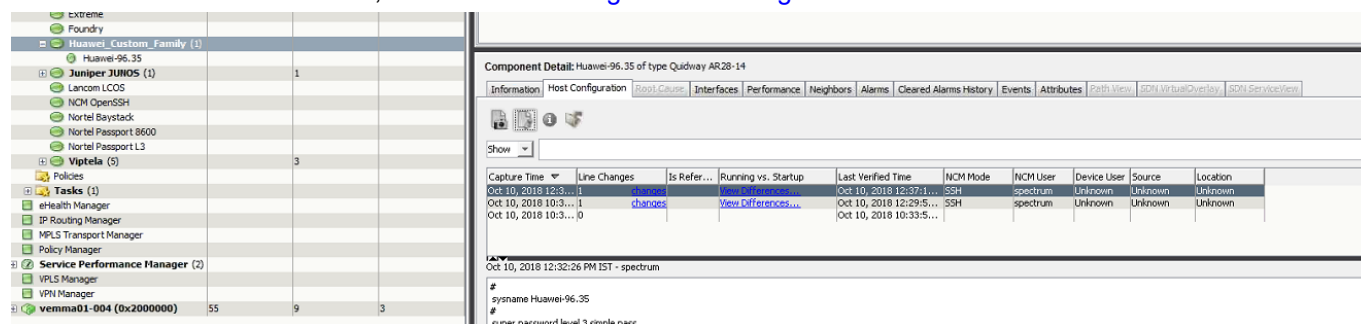 Extreme
Foundry
Huawei_Custom_Family (1)
Huawei-96.35
Juniper JUNOS (1) 1
Lancom LCOS
NCM OpenSSH
Nortel Baystack
Nortel Passport 8600
Nortel Passport L3
Viptela (5) 3
Policies
Tasks (1)
eHealth Manager
IP Routing Manager
MPLS Transport Manager
Policy Manager
Service Performance Manager (2)
VPLS Manager
VPN Manager
vemma01-004 (0x2000000) 55 9 3
Component Detail: Huawei-96.35 of type Quidway AR28-14
Information Host Configuration Root Cause Interfaces Performance Neighbors Alarms Cleared Alarms History Events Attributes Path View SDN VirtualOverlay SDN ServiceView
Show
Capture Time Line Changes Is Refer... Running vs. Startup Last Verified Time NCM Mode NCM User Device User Source Location
Oct 10, 2018 12:3... 1 changes View Differences... Oct 10, 2018 12:37:1... SSH spectrum Unknown Unknown Unknown
Oct 10, 2018 10:3... 1 changes View Differences... Oct 10, 2018 12:29:5... SSH spectrum Unknown Unknown Unknown
Oct 10, 2018 10:3... 0 Oct 10, 2018 10:33:5...
Oct 10, 2018 12:32:26 PM IST - spectrum
#
sysname Huawei-96.35
#
super password level 3 simple pass